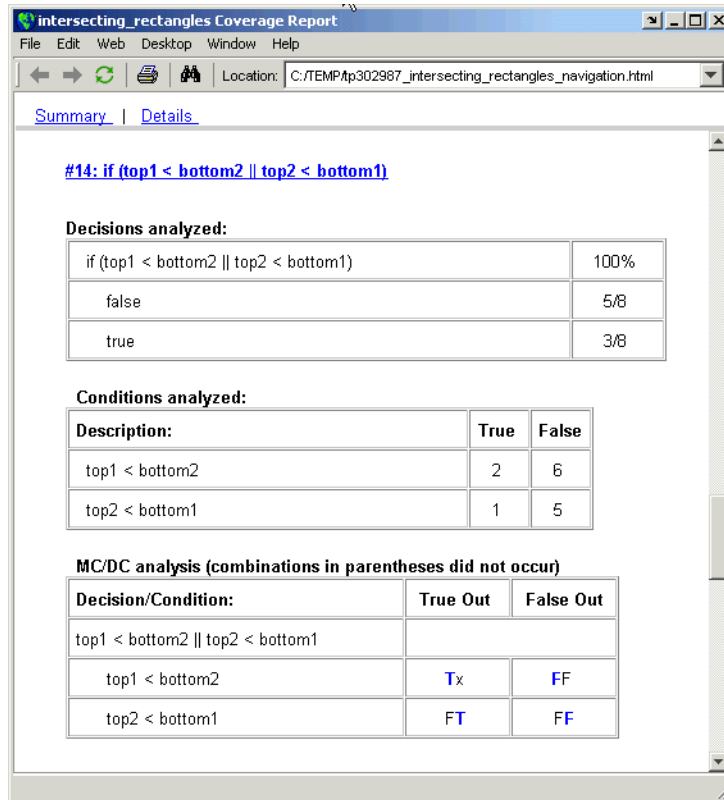 intersecting_rectangles Coverage Report
File Edit Web Desktop Window Help
Location: C:/TEMP/tp302987_intersecting_rectangles_navigation.html
Summary | Details
#14: if (top1 < bottom2 || top2 < bottom1)
Decisions analyzed:
if (top1 < bottom2 || top2 < bottom1) 100%
false 5/8
true 3/8
Conditions analyzed:
Description: True False
top1 < bottom2 2 6
top2 < bottom1 1 5
MC/DC analysis (combinations in parentheses did not occur)
Decision/Condition: True Out False Out
top1 < bottom2 || top2 < bottom1
top1 < bottom2 Tx FF
top2 < bottom1 FT FF